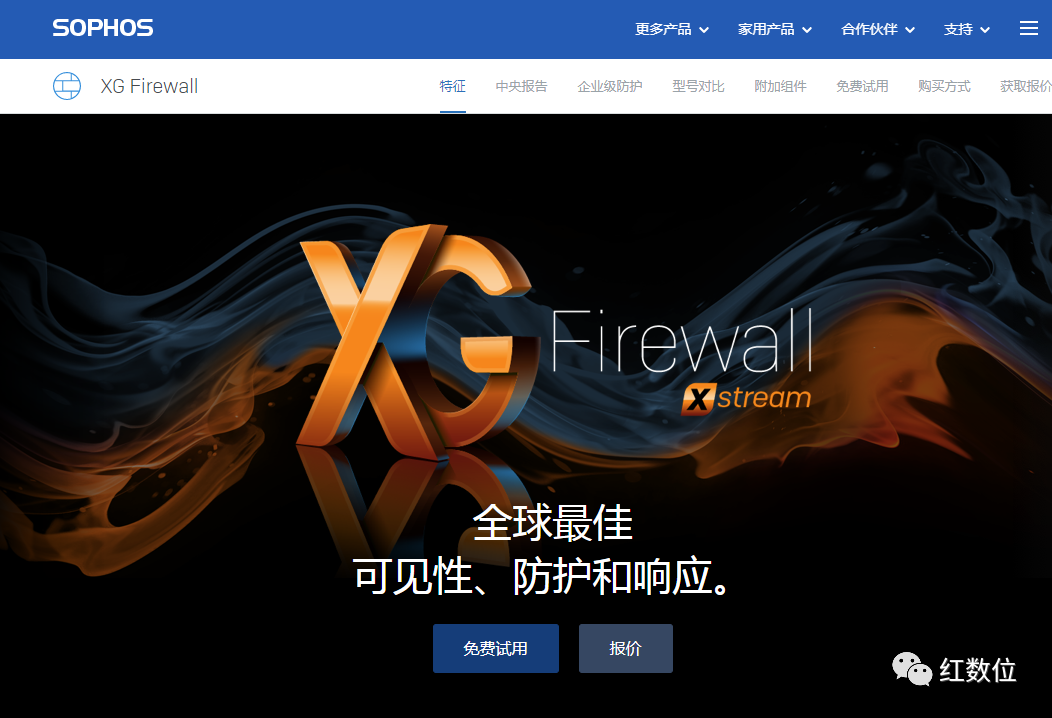 SOPHOS
更多产品 家用产品 合作伙伴 支持
XG Firewall
特征 中央报告 企业级防护 型号对比 附加组件 免费试用 购买方式 获取报价
XG Firewall
Xstream
全球最佳
可见性、防护和响应。
免费试用 报价
红数位